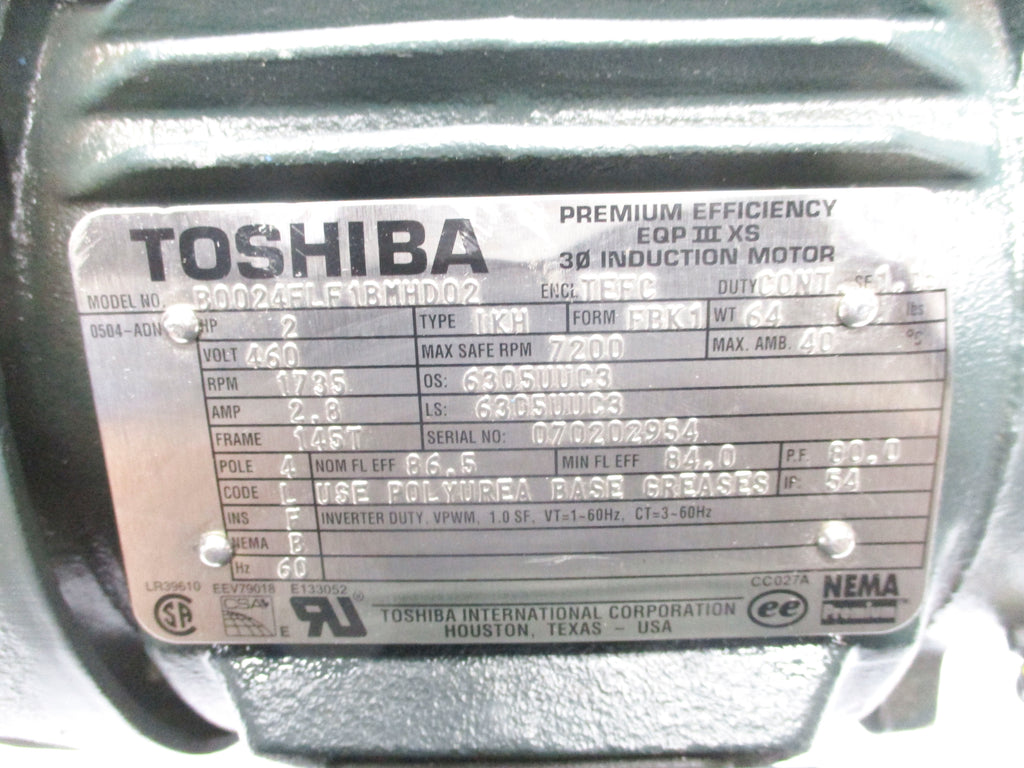 TOSHIBA
PREMIUM EFFICIENCY
EQP III XS
3Ø INDUCTION MOTOR
MODEL NO. B0024FLF1BMHD02 ENCL TEFC DUTY CONT SF
0504-ADN HP 2 TYPE IKH FORM FBK1 WT 64 lbs
VOLT 460 MAX SAFE RPM 7200 MAX. AMB. 40 °C
RPM 1735 OS: 6305UUC3
AMP 2.8 LS: 6305UUC3
FRAME 145T SERIAL NO: 070202954
POLE 4 NOM FL EFF 86.5 MIN FL EFF 84.0 P.F. 80.0
CODE L USE POLYUREA BASE GREASES IP: 54
INS F INVERTER DUTY, VPWM, 1.0 SF, VT=1~60Hz, CT=3~60Hz
NEMA B
Hz 60
LR39610 EEV79018 E133052 CC027A
SA CSA E RU ® ee NEMA
TOSHIBA INTERNATIONAL CORPORATION
HOUSTON, TEXAS - USA